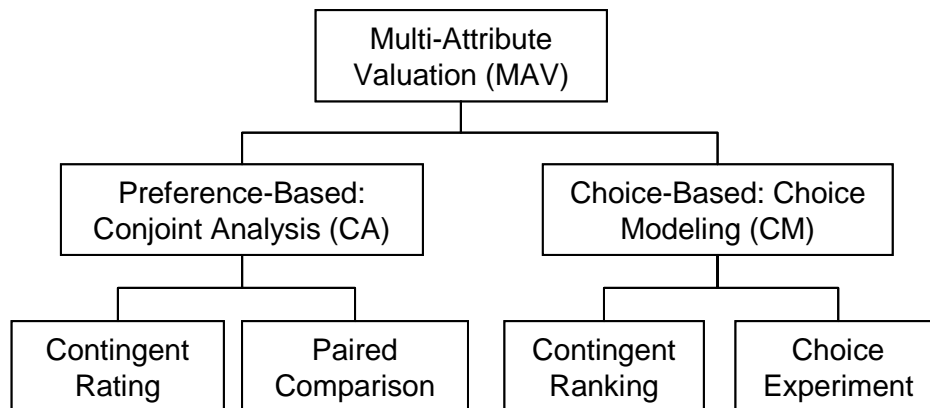 Multi-Attribute
Valuation (MAV)
Preference-Based:
Conjoint Analysis (CA)
Choice-Based: Choice
Modeling (CM)
Contingent
Rating
Paired
Comparison
Contingent
Ranking
Choice
Experiment